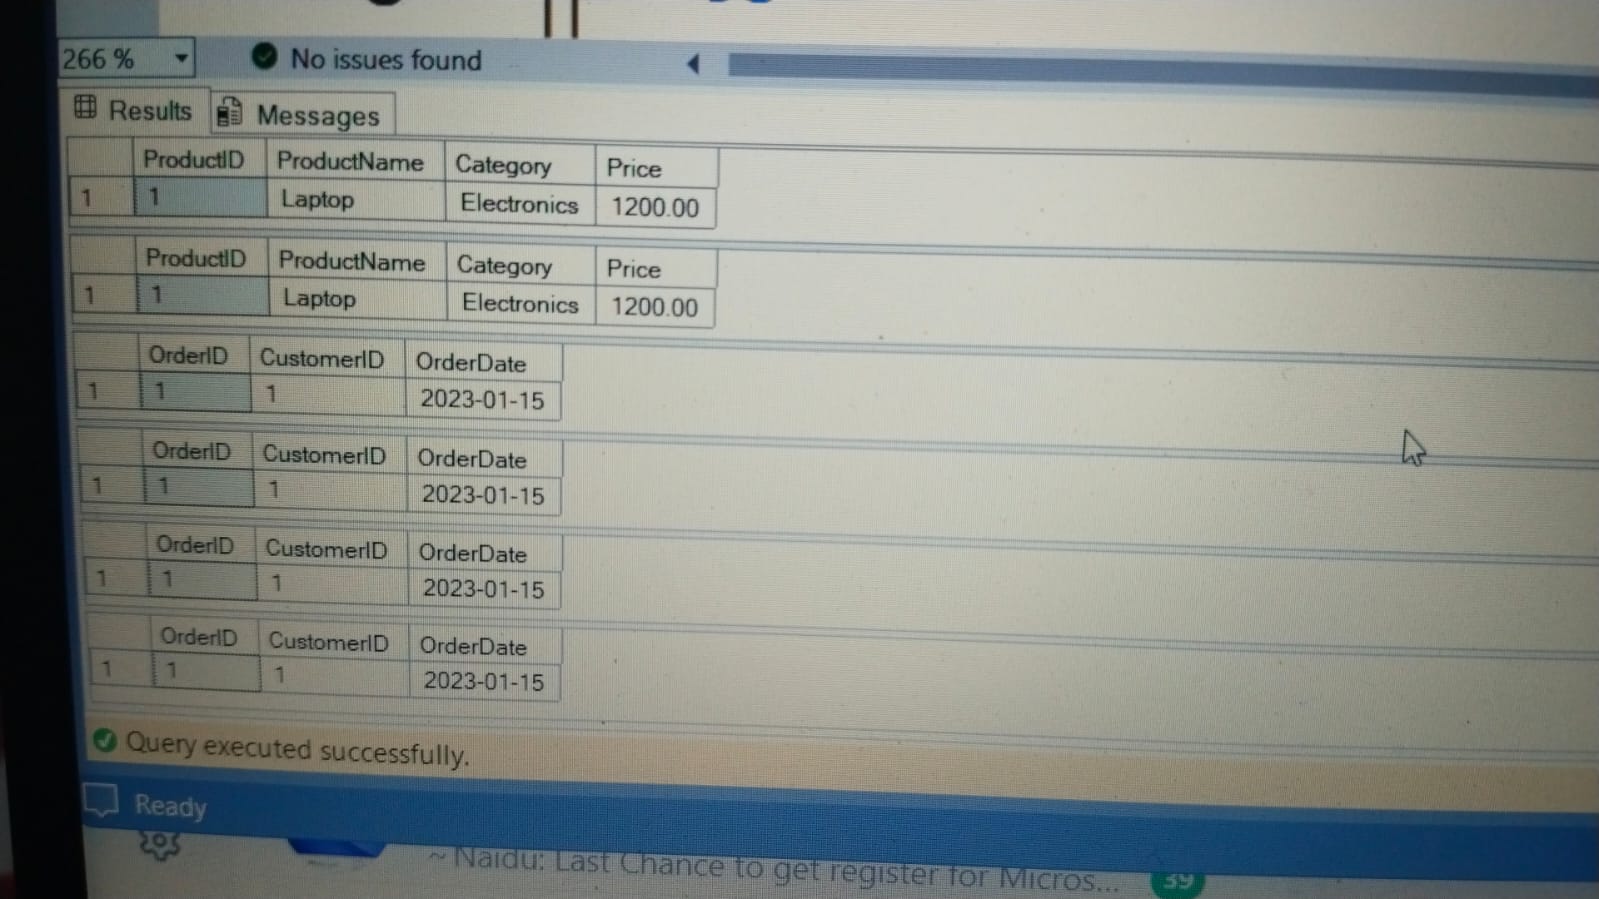 266 %
No issues found
Results Messages
ProductID ProductName Category Price
1 1 Laptop Electronics 1200.00
ProductID ProductName Category Price
1 1 Laptop Electronics 1200.00
OrderID CustomerID OrderDate
1 1 1 2023-01-15
OrderID CustomerID OrderDate
1 1 1 2023-01-15
OrderID CustomerID OrderDate
1 1 1 2023-01-15
OrderID CustomerID OrderDate
1 1 1 2023-01-15
Query executed successfully.
Ready
~ Naidu: Last Chance to get register for Micros...
39